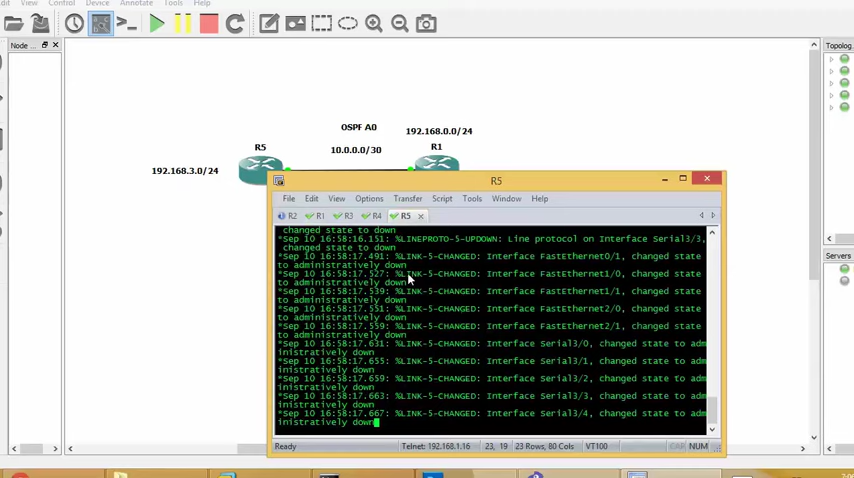 dit View Control Device Annotate Tools Help
Node ...
Topolog
OSPF A0
192.168.0.0/24
R5
10.0.0.0/30
R1
192.168.3.0/24
R5
File Edit View Options Transfer Script Tools Window Help
R2 R1 R3 R4 R5
changed state to down
*Sep 10 16:58:16.151: %LINEPROTO-5-UPDOWN: Line protocol on Interface Serial3/3,
changed state to down
*Sep 10 16:58:17.491: %LINK-5-CHANGED: Interface FastEthernet0/1, changed state
to administratively down
*Sep 10 16:58:17.527: %LINK-5-CHANGED: Interface FastEthernet1/0, changed state
to administratively down
*Sep 10 16:58:17.539: %LINK-5-CHANGED: Interface FastEthernet1/1, changed state
to administratively down
*Sep 10 16:58:17.551: %LINK-5-CHANGED: Interface FastEthernet2/0, changed state
to administratively down
*Sep 10 16:58:17.559: %LINK-5-CHANGED: Interface FastEthernet2/1, changed state
to administratively down
*Sep 10 16:58:17.631: %LINK-5-CHANGED: Interface Serial3/0, changed state to adm
inistratively down
*Sep 10 16:58:17.655: %LINK-5-CHANGED: Interface Serial3/1, changed state to adm
inistratively down
*Sep 10 16:58:17.659: %LINK-5-CHANGED: Interface Serial3/2, changed state to adm
inistratively down
*Sep 10 16:58:17.663: %LINK-5-CHANGED: Interface Serial3/3, changed state to adm
inistratively down
*Sep 10 16:58:17.667: %LINK-5-CHANGED: Interface Serial3/4, changed state to adm
inistratively down
Servers
Ready Telnet: 192.168.1.16 23, 19 23 Rows, 80 Cols VT100 CAP NUM